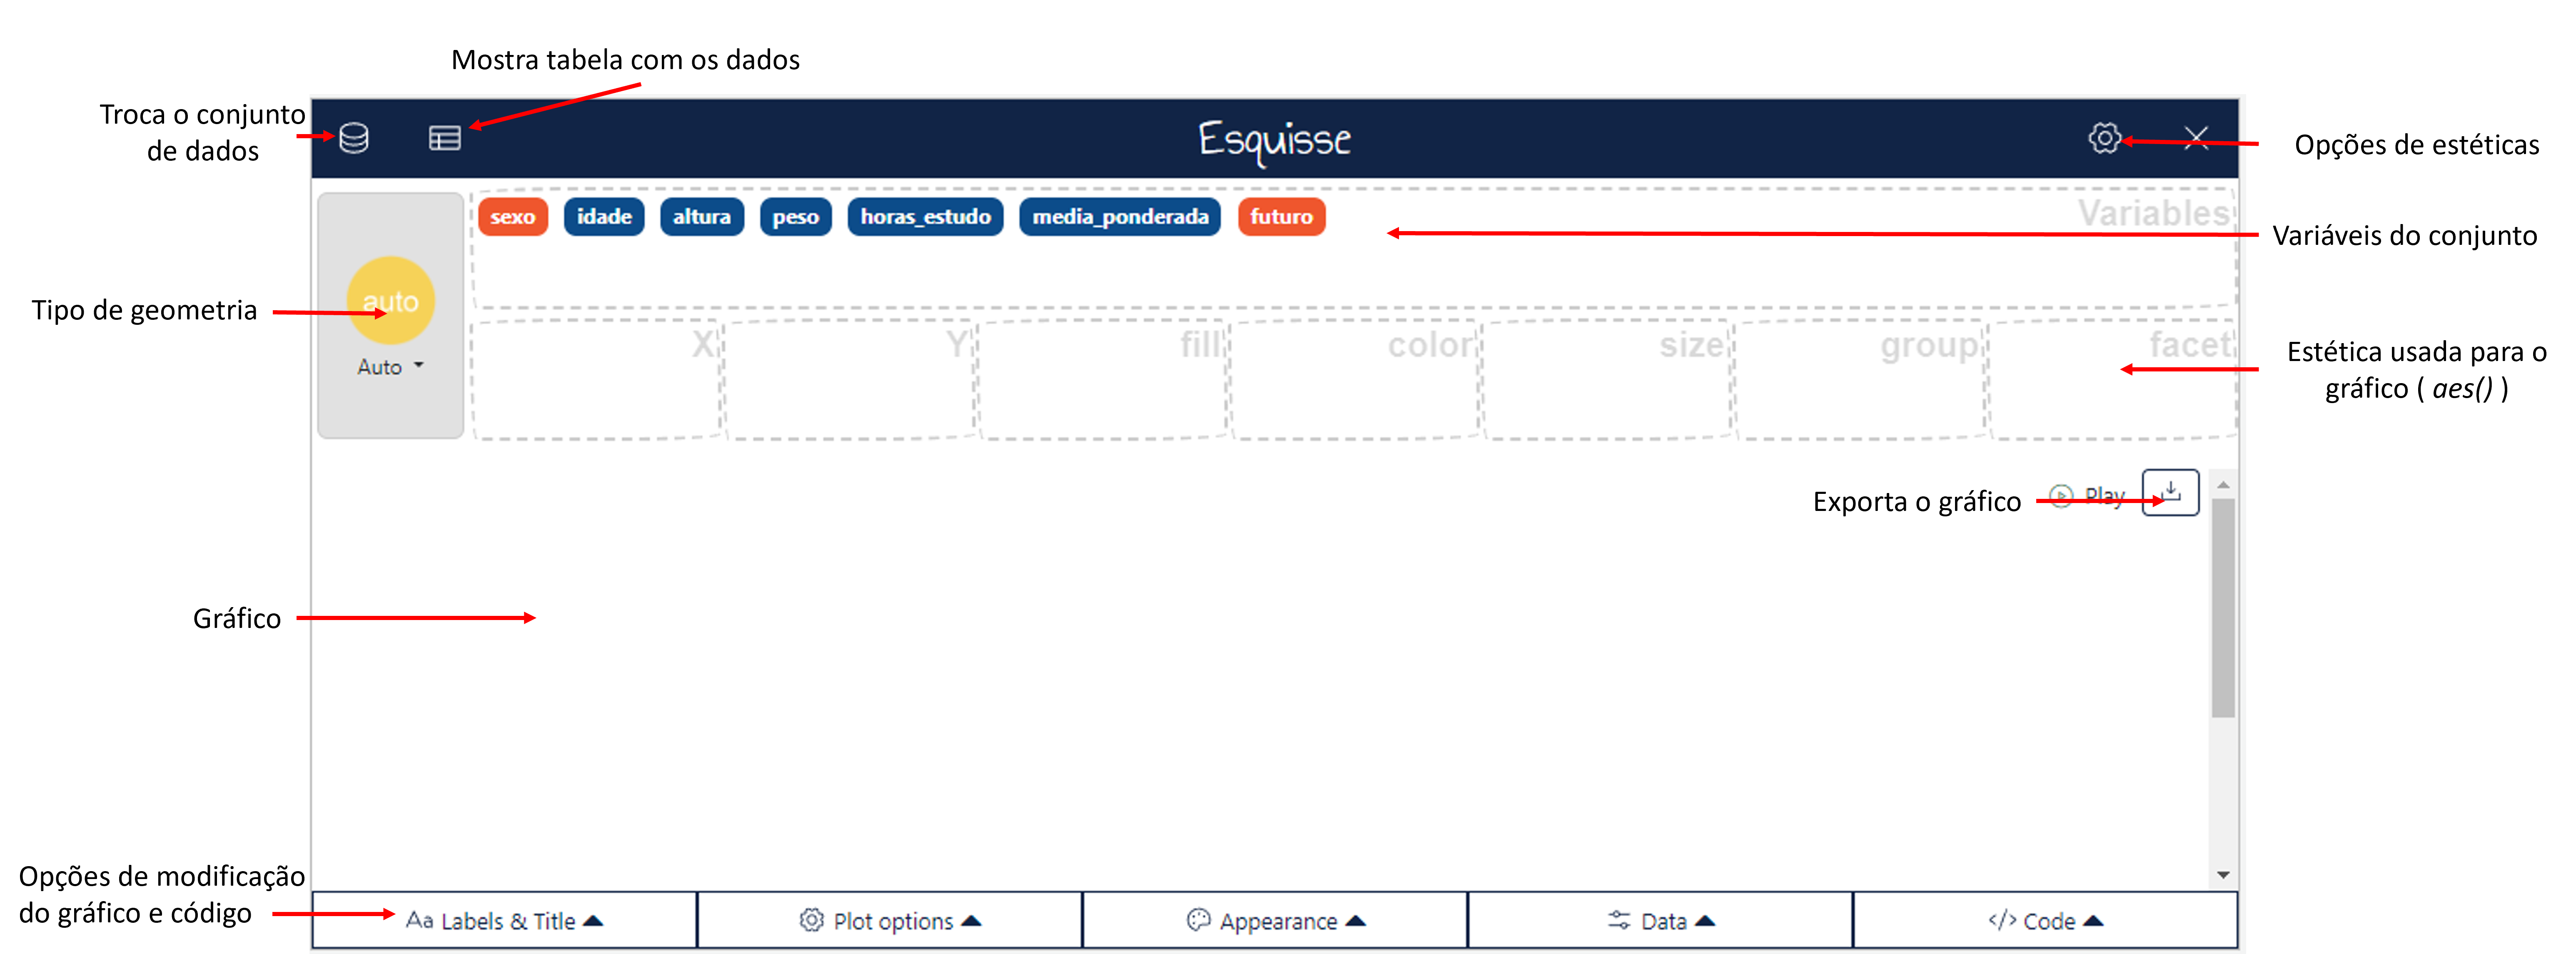 Mostra tabela com os dados
Troca o conjunto
de dados
Esquisse
Opções de estéticas
sexo idade altura peso horas_estudo media_ponderada futuro
Variables
Variáveis do conjunto
Tipo de geometria
auto
Auto
X Y fill color size group facet
Estética usada para o
gráfico ( aes() )
Exporta o gráfico
Play
Gráfico
Opções de modificação
do gráfico e código
Aa Labels & Title
Plot options
Appearance
Data
</> Code